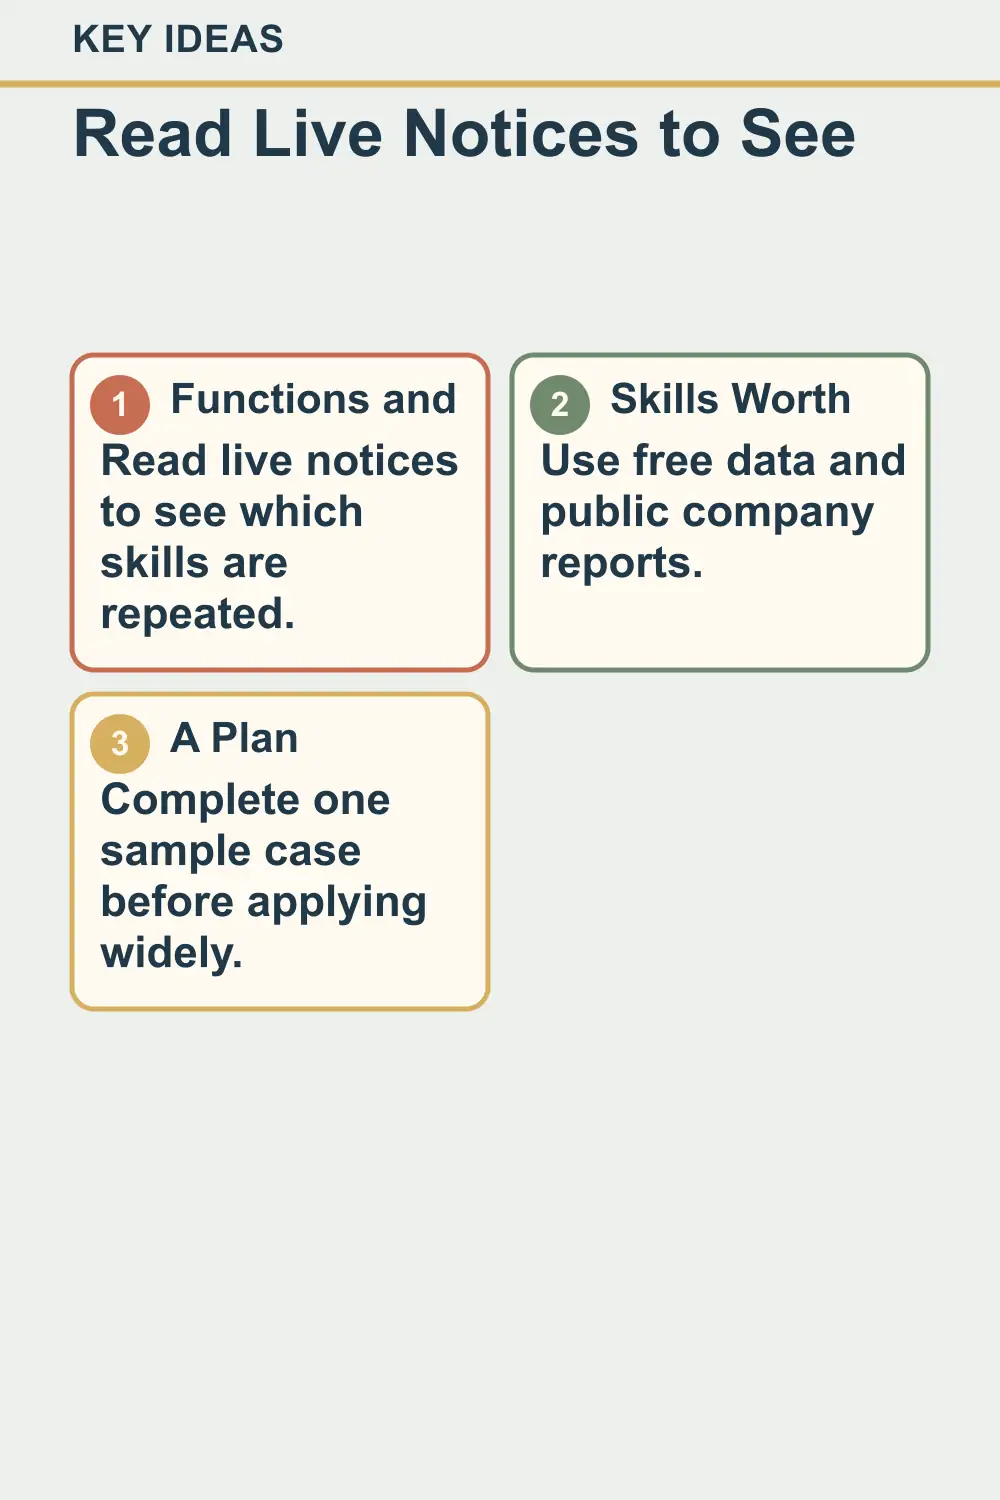 KEY IDEAS
Read Live Notices to See
1 Functions and
Read live notices
to see which
skills are
repeated.
2 Skills Worth
Use free data and
public company
reports.
3 A Plan
Complete one
sample case
before applying
widely.